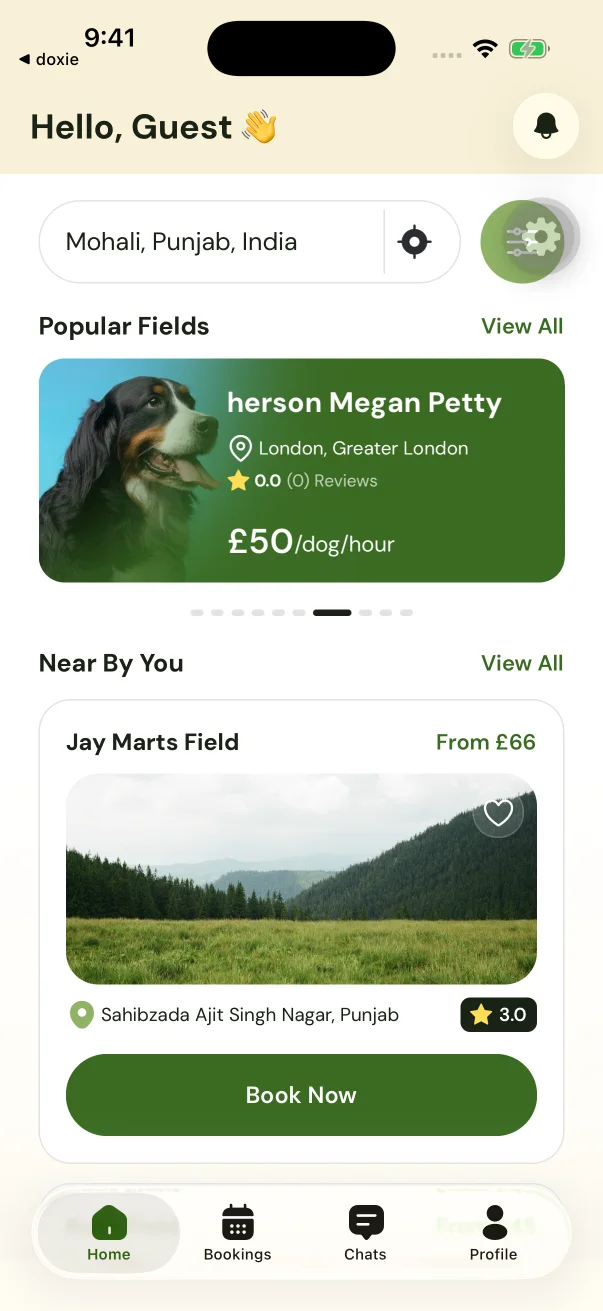 9:41
◀ doxie
Hello, Guest 👋
Mohali, Punjab, India
Popular Fields
View All
herson Megan Petty
London, Greater London
0.0 (0) Reviews
£50/dog/hour
Near By You
View All
Jay Marts Field
From £66
Sahibzada Ajit Singh Nagar, Punjab
3.0
Book Now
Home
Bookings
Chats
Profile